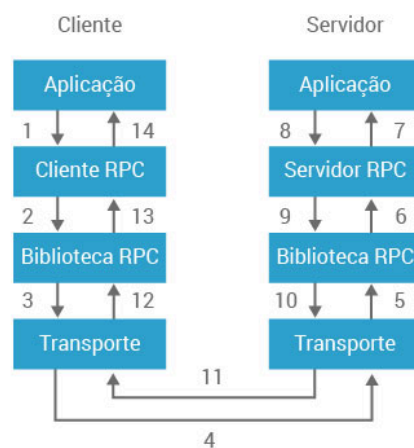 Cliente Servidor
Aplicação Aplicação
1 14 8 7
Cliente RPC Servidor RPC
2 13 9 6
Biblioteca RPC Biblioteca RPC
3 12 10 5
Transporte Transporte
11
4